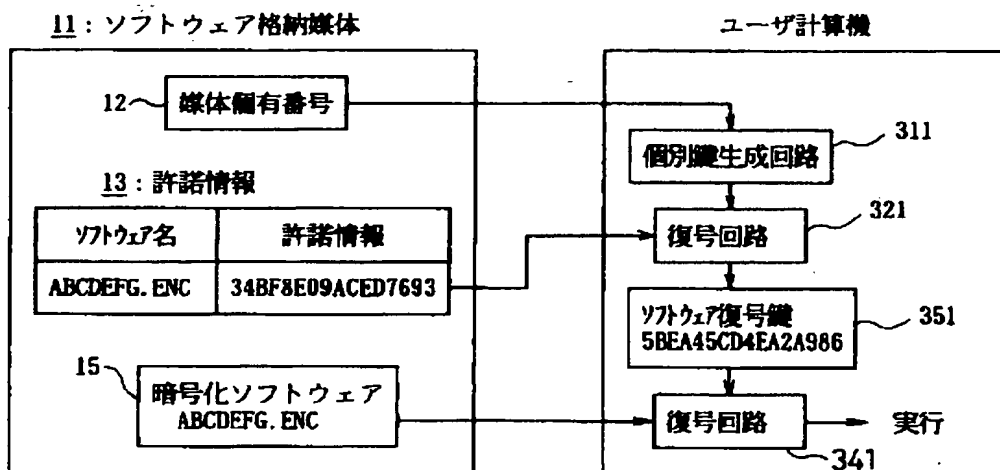 11:ソフトウェア格納媒体
ユーザ計算機
12
媒体個有番号
個別鍵生成回路
311
13:許諾情報
ソフトウェア名 許諾情報
ABCDEFG.ENC 34BF8E09ACED7693
復号回路
321
ソフトウェア復号鍵
5BEA45CD4EA2A986
351
15
暗号化ソフトウェア
ABCDEFG.ENC
復号回路
実行
341